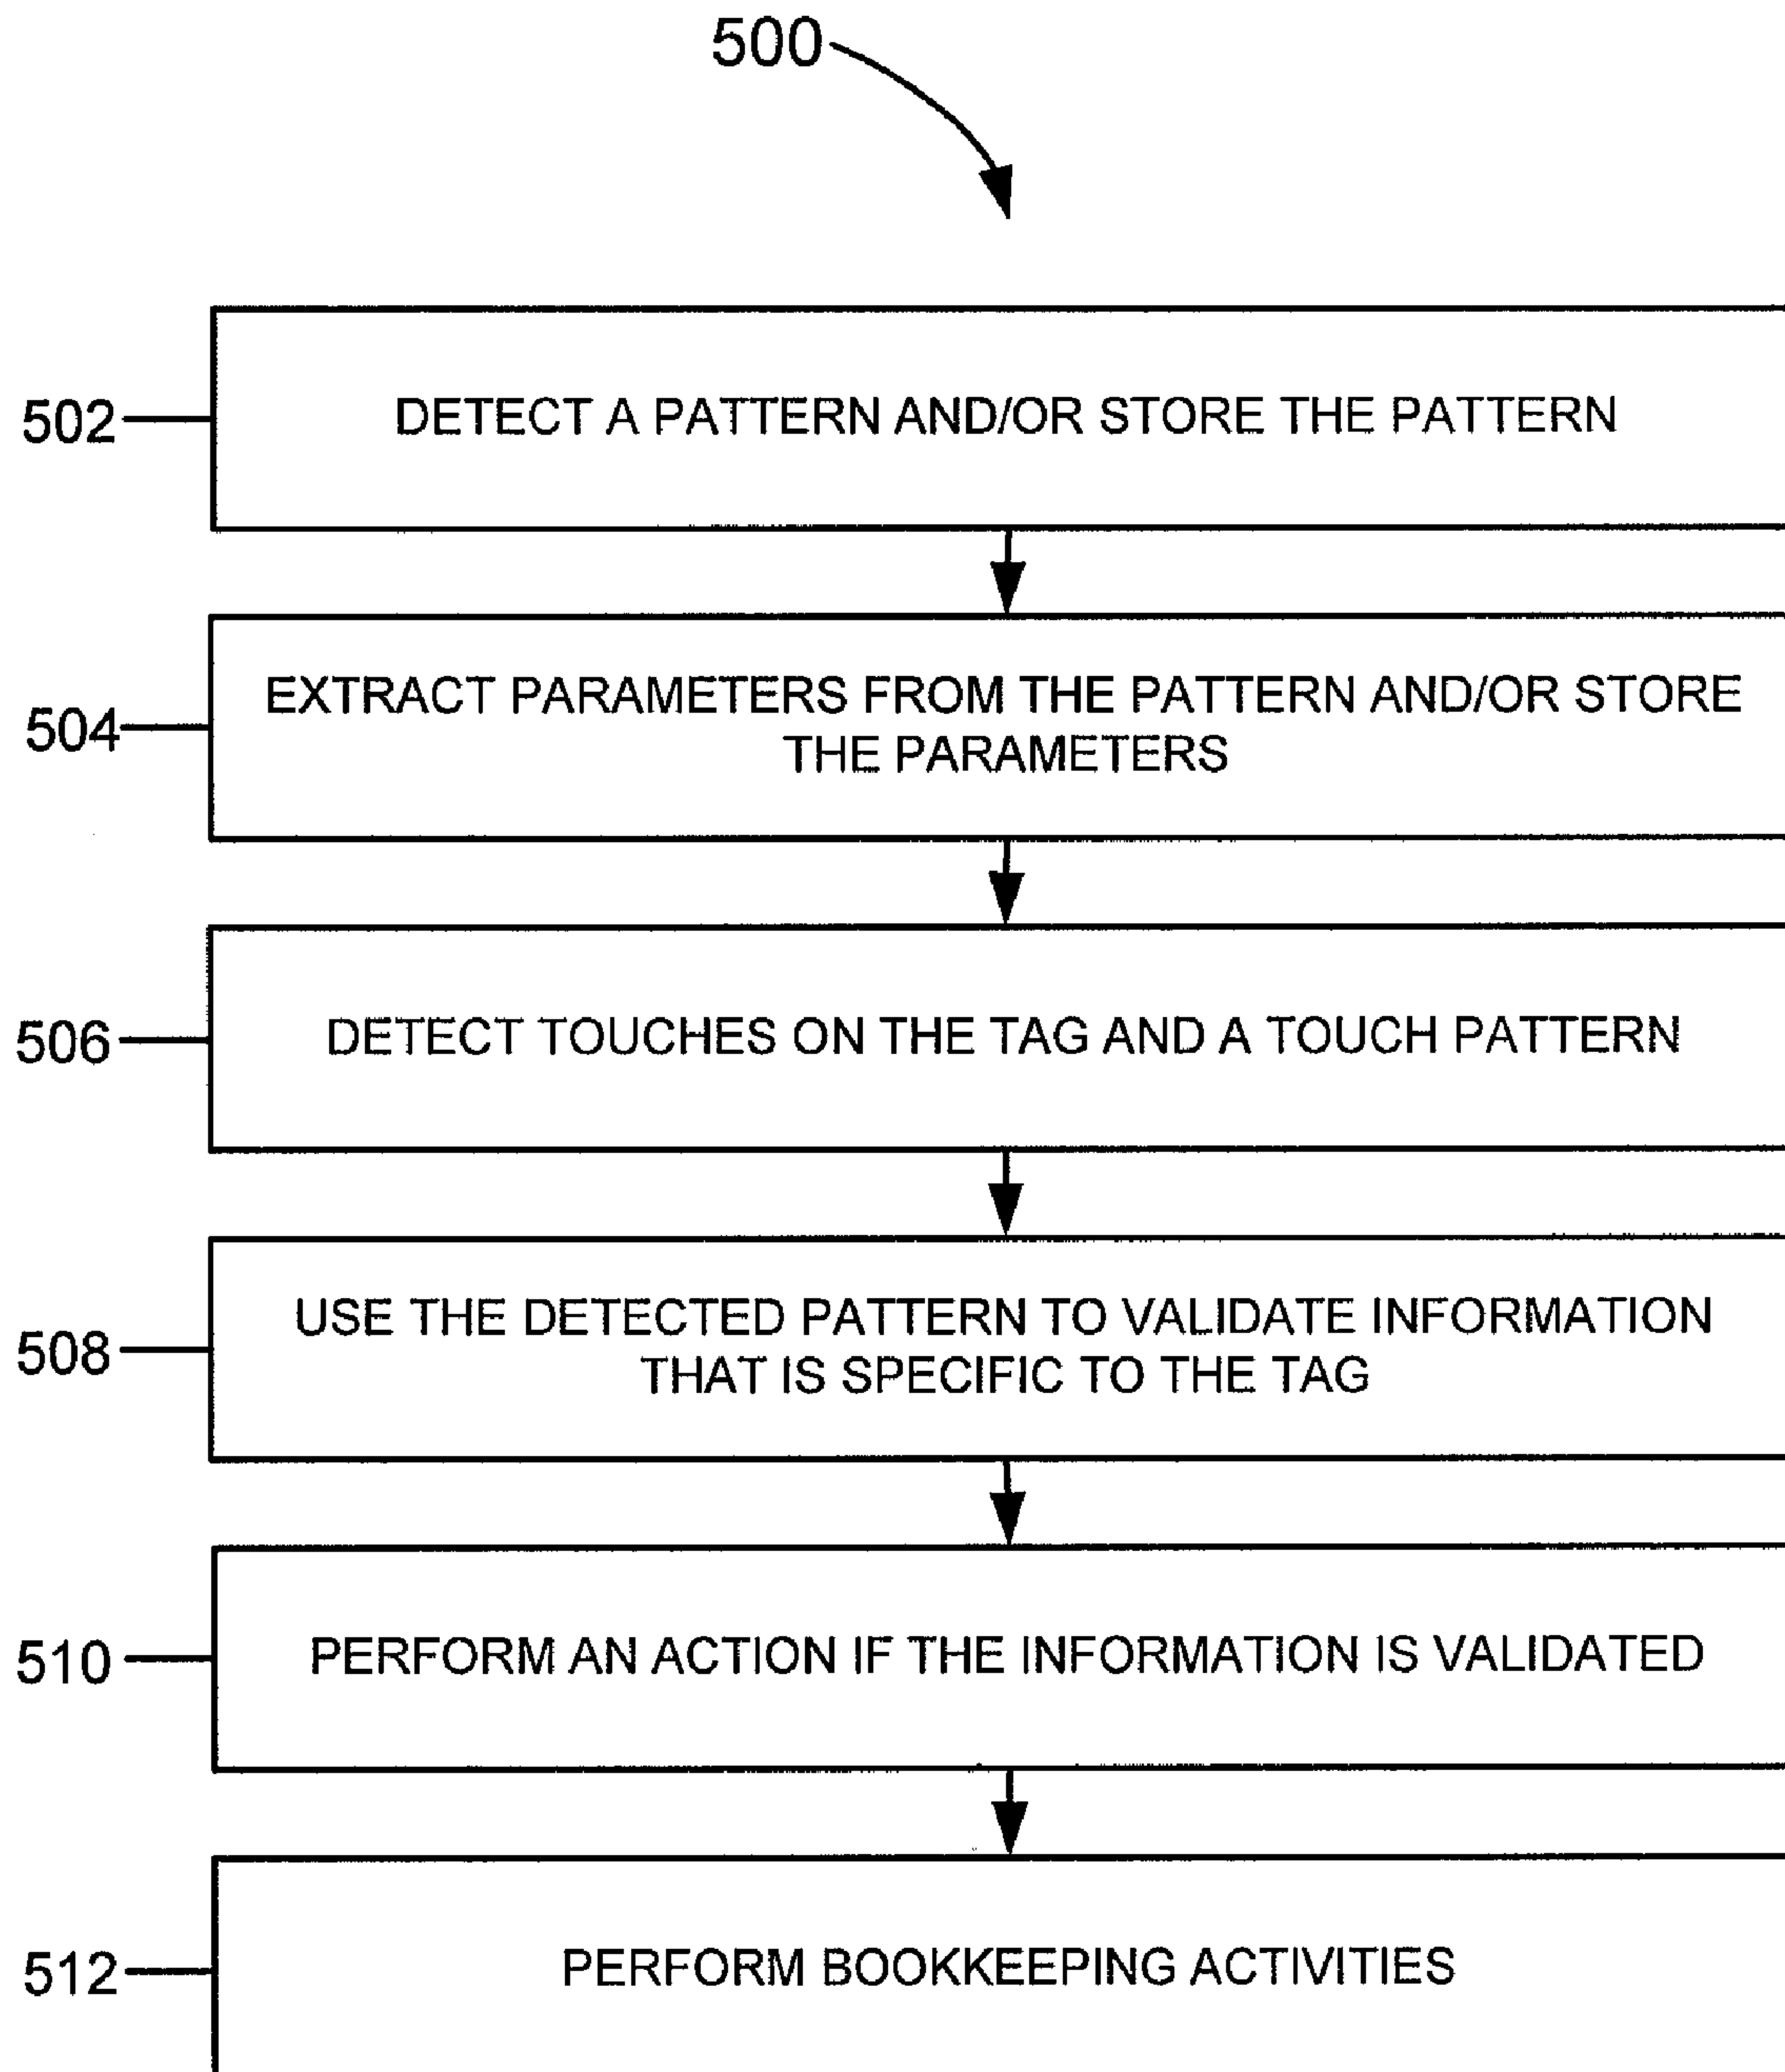 500
502
DETECT A PATTERN AND/OR STORE THE PATTERN
504
EXTRACT PARAMETERS FROM THE PATTERN AND/OR STORE
THE PARAMETERS
506
DETECT TOUCHES ON THE TAG AND A TOUCH PATTERN
508
USE THE DETECTED PATTERN TO VALIDATE INFORMATION
THAT IS SPECIFIC TO THE TAG
510
PERFORM AN ACTION IF THE INFORMATION IS VALIDATED
512
PERFORM BOOKKEEPING ACTIVITIES